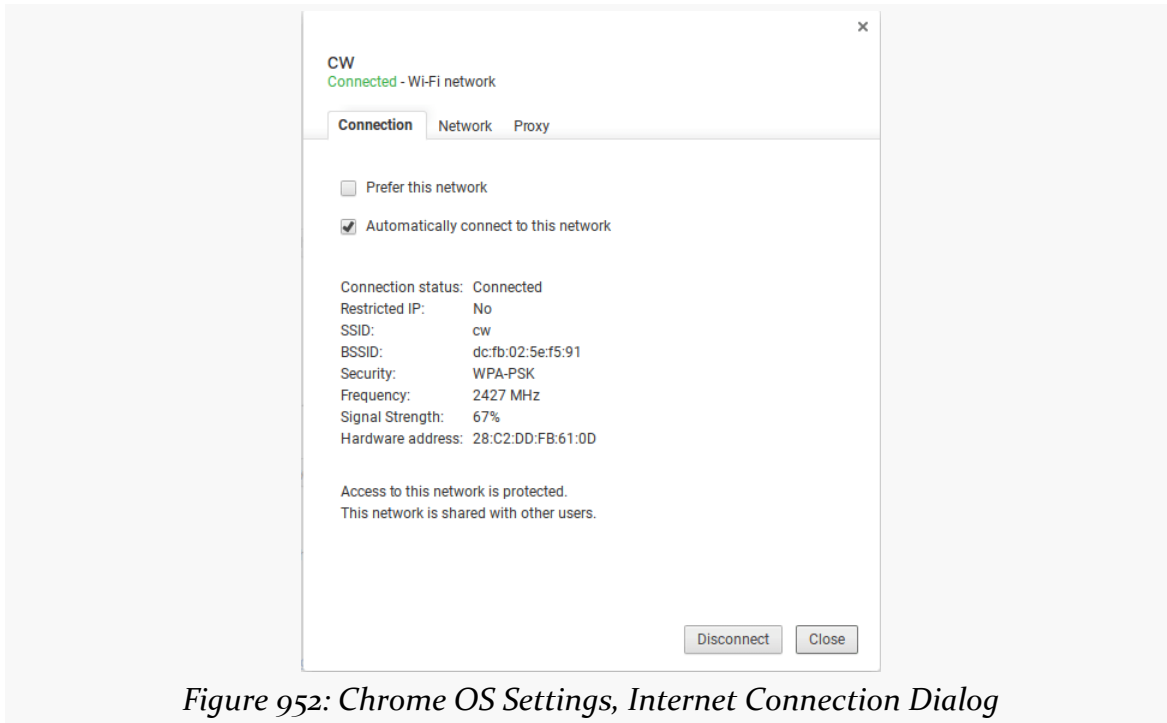 ×
CW
Connected - Wi-Fi network
Connection Network Proxy
Prefer this network
Automatically connect to this network
Connection status: Connected
Restricted IP: No
SSID: cw
BSSID: dc:fb:02:5e:f5:91
Security: WPA-PSK
Frequency: 2427 MHz
Signal Strength: 67%
Hardware address: 28:C2:DD:FB:61:0D
Access to this network is protected.
This network is shared with other users.
Disconnect Close
Figure 952: Chrome OS Settings, Internet Connection Dialog